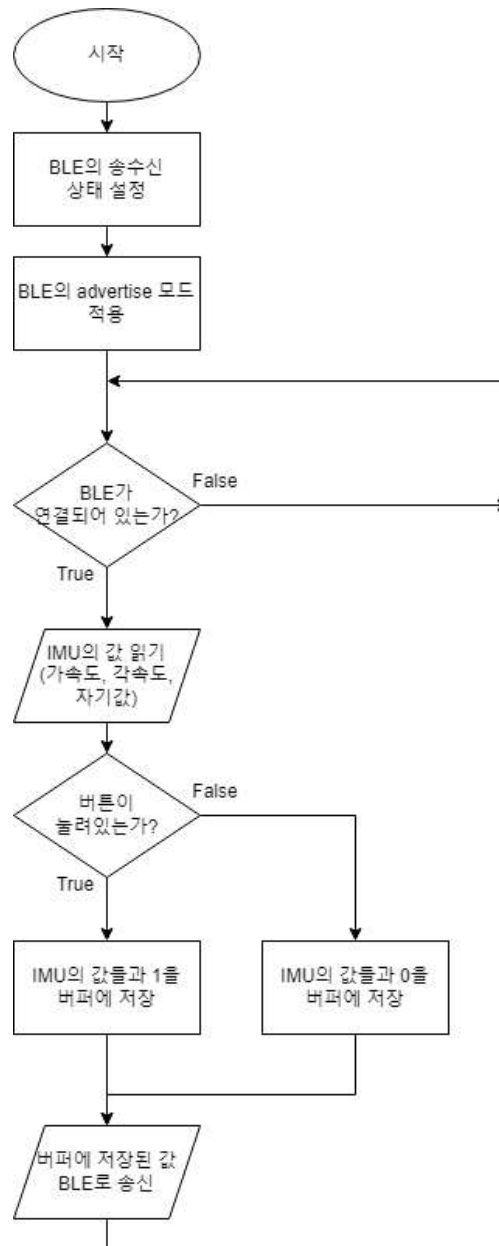 시작
BLE의 송수신
상태 설정
BLE의 advertise 모드
적용
BLE가
연결되어 있는가?
False
True
IMU의 값 읽기
(가속도, 각속도,
자기값)
버튼이
눌려있는가?
False
True
IMU의 값들과 1을
버퍼에 저장
IMU의 값들과 0을
버퍼에 저장
버퍼에 저장된 값
BLE로 송신